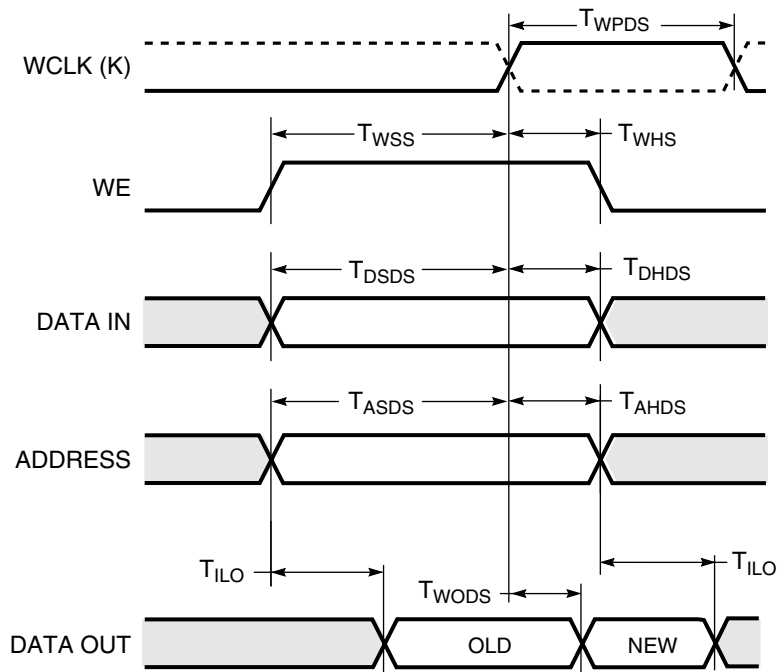 T_WPDS
WCLK (K)
T_WSS T_WHS
WE
T_DSDS T_DHDS
DATA IN
T_ASDS T_AHDS
ADDRESS
T_ILO T_ILO
T_WODS
DATA OUT OLD NEW